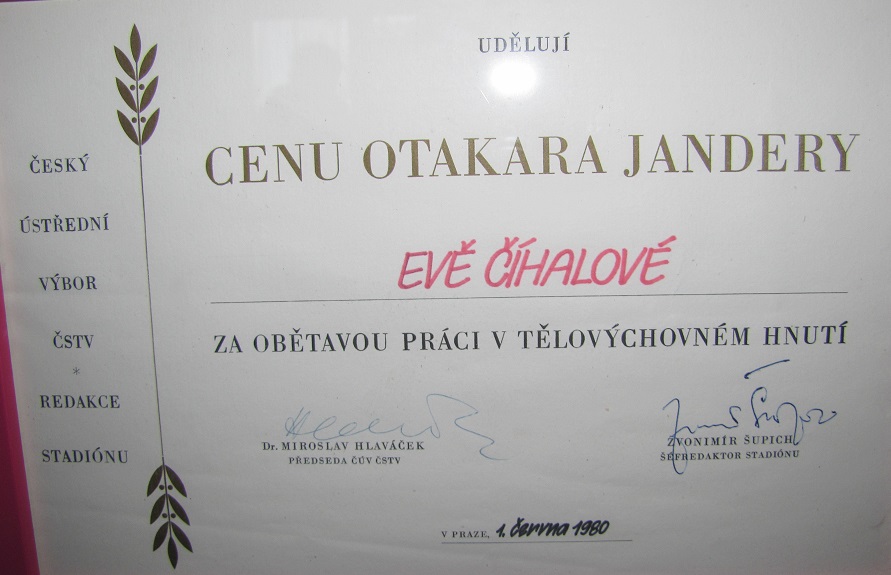 ČESKÝ
ÚSTŘEDNÍ
VÝBOR
ČSTV
*
REDAKCE
STADIÓNU
UDĚLUJÍ
CENU OTAKARA JANDERY
EVĚ ČÍHALOVÉ
ZA OBĚTAVOU PRÁCI V TĚLOVÝCHOVNÉM HNUTÍ
Dr. MIROSLAV HLAVÁČEK
PŘEDSEDA ČÚV ČSTV
ZVONIMÍR ŠUPICH
ŠÉFREDAKTOR STADIÓNU
V PRAZE, 1. června 1980